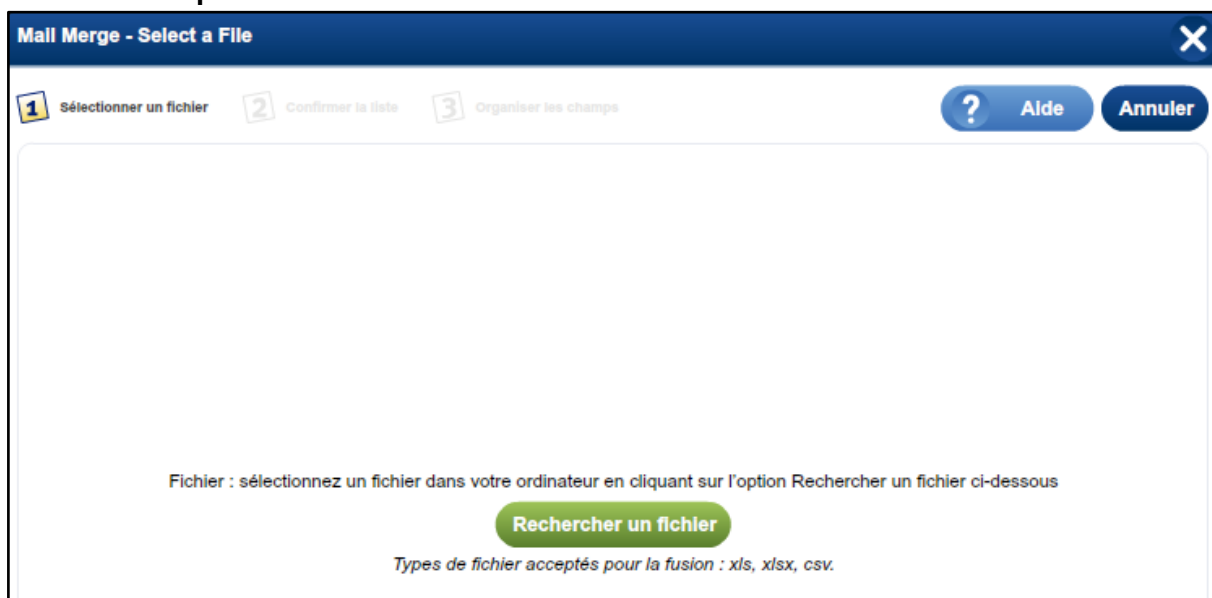 Mail Merge - Select a File
1 Sélectionner un fichier 2 Confirmer la liste 3 Organiser les champs ? Aide Annuler
Fichier : sélectionnez un fichier dans votre ordinateur en cliquant sur l'option Rechercher un fichier ci-dessous
Rechercher un fichier
Types de fichier acceptés pour la fusion : xls, xlsx, csv.